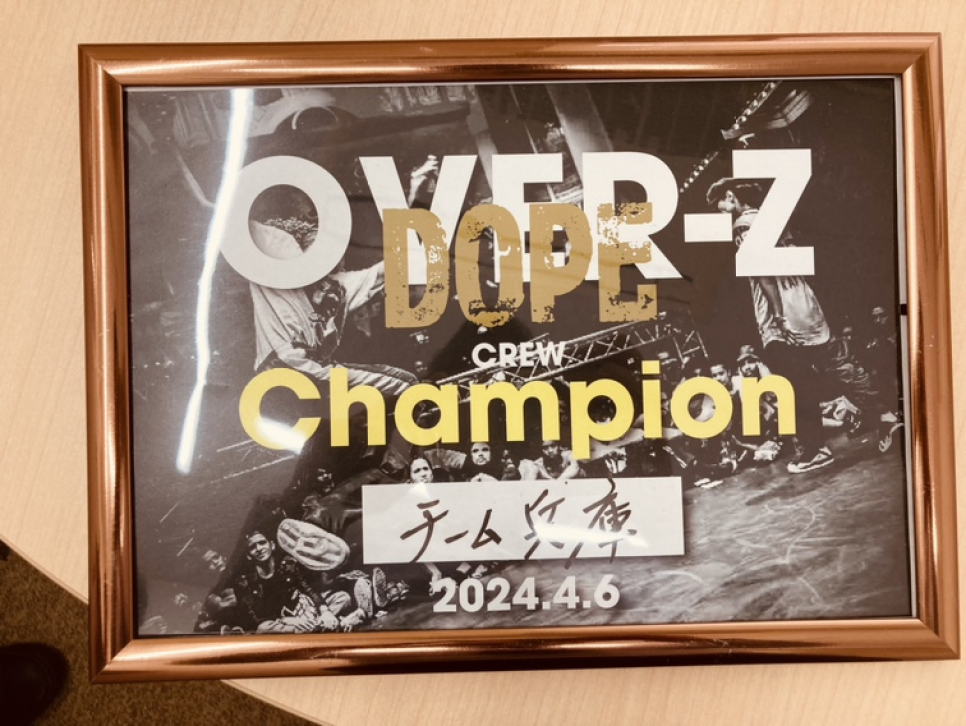 OVER-Z
DOPE
CREW
Champion
チーム 兵庫
2024.4.6